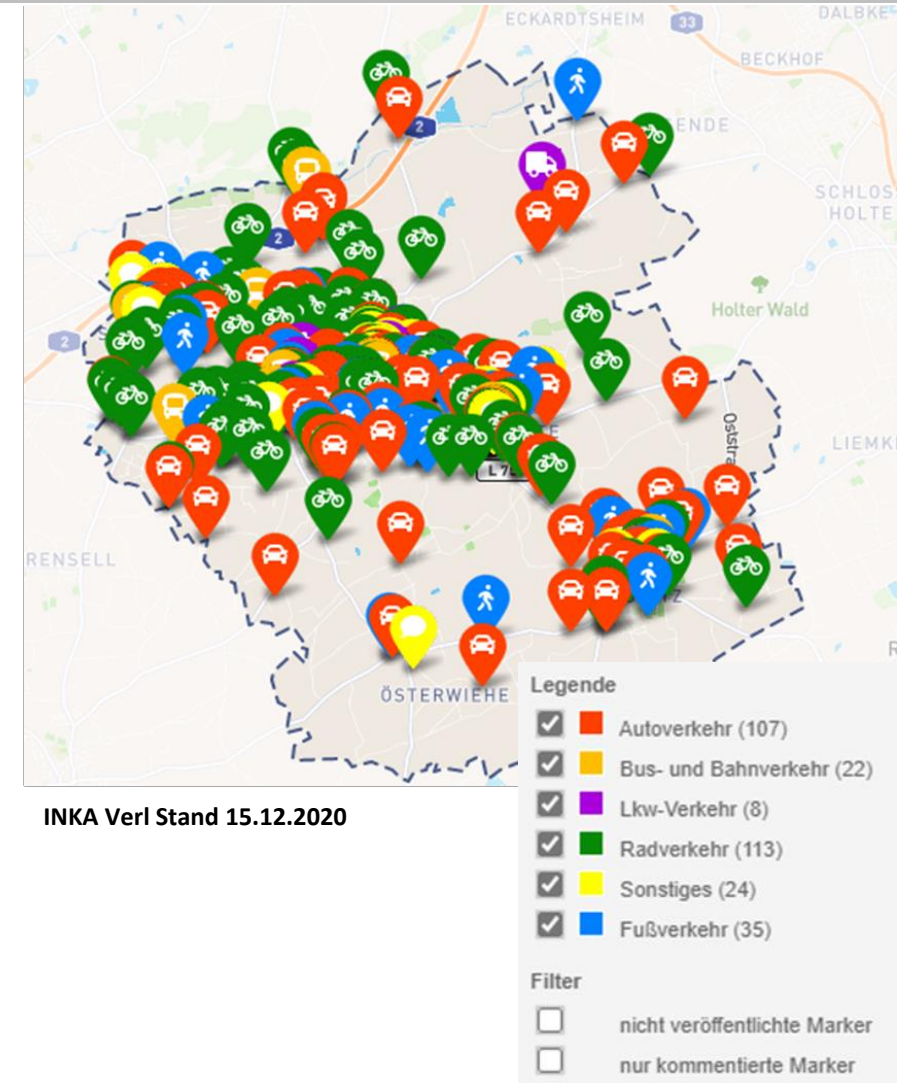 ECKARDTSHEIM
33
DALBKE
BECKHOF
2
ENDE
SCHLOS
HOLTE
2
Holter Wald
2
Oststra
LIEMK
L 7
RENSELL
Z
ÖSTERWIEHE
R
Legende
Autoverkehr (107)
Bus- und Bahnverkehr (22)
Lkw-Verkehr (8)
Radverkehr (113)
Sonstiges (24)
Fußverkehr (35)
Filter
nicht veröffentlichte Marker
nur kommentierte Marker
INKA Verl Stand 15.12.2020